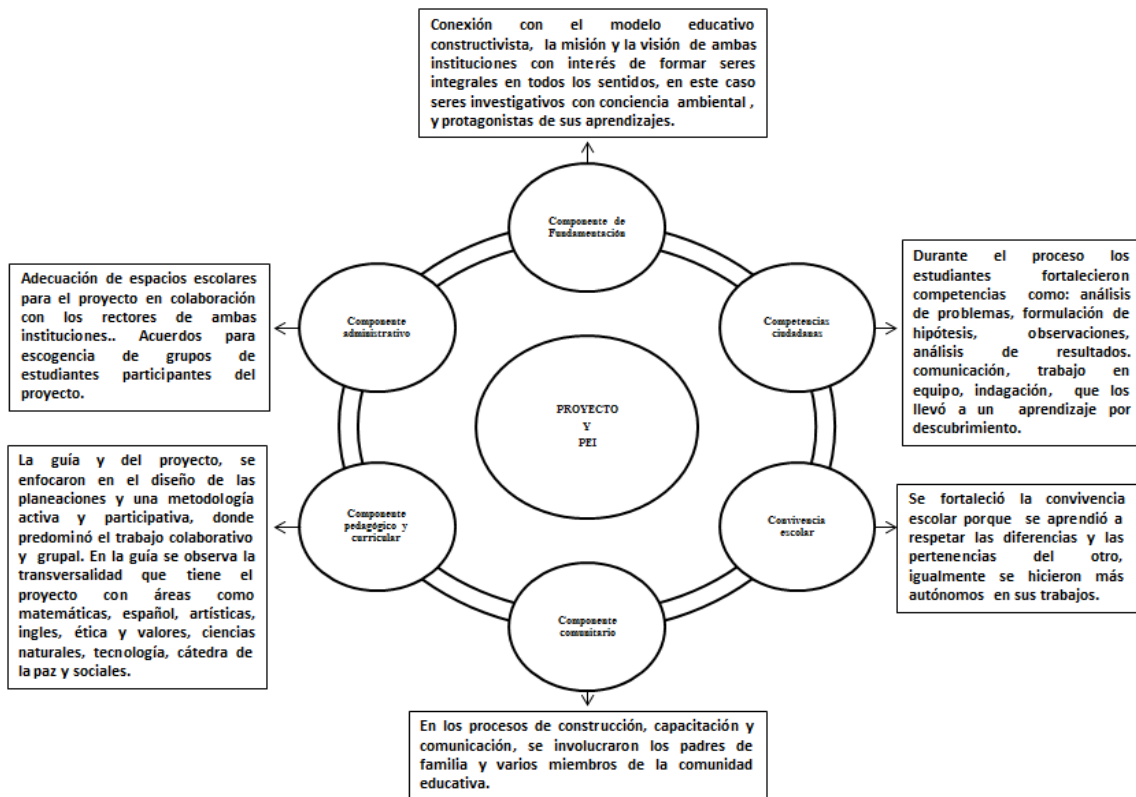 Conexión con el modelo educativo
constructivista, la misión y la visión de ambas
instituciones con interés de formar seres
integrales en todos los sentidos, en este caso
seres investigativos con conciencia ambiental ,
y protagonistas de sus aprendizajes.
Componente de
Fundamentación
Adecuación de espacios escolares
para el proyecto en colaboración
con los rectores de ambas
instituciones.. Acuerdos para
escogencia de grupos de
estudiantes participantes del
proyecto.
Componente
administrativo
Competencias
ciudadanas
Durante el proceso los
estudiantes fortalecieron
competencias como: análisis
de problemas, formulación de
hipótesis, observaciones,
análisis de resultados.
comunicación, trabajo en
equipo, indagación, que los
llevó a un aprendizaje por
descubrimiento.
PROYECTO
Y
PEI
La guía y del proyecto, se
enfocaron en el diseño de las
planeaciones y una metodología
activa y participativa, donde
predominó el trabajo colaborativo
y grupal. En la guía se observa la
transversalidad que tiene el
proyecto con áreas como
matemáticas, español, artísticas,
ingles, ética y valores, ciencias
naturales, tecnología, cátedra de
la paz y sociales.
Componente
pedagógico y
curricular
Convivencia
escolar
Se fortaleció la convivencia
escolar porque se aprendió a
respetar las diferencias y las
pertenencias del otro,
igualmente se hicieron más
autónomos en sus trabajos.
Componente
comunitario
En los procesos de construcción, capacitación y
comunicación, se involucraron los padres de
familia y varios miembros de la comunidad
educativa.